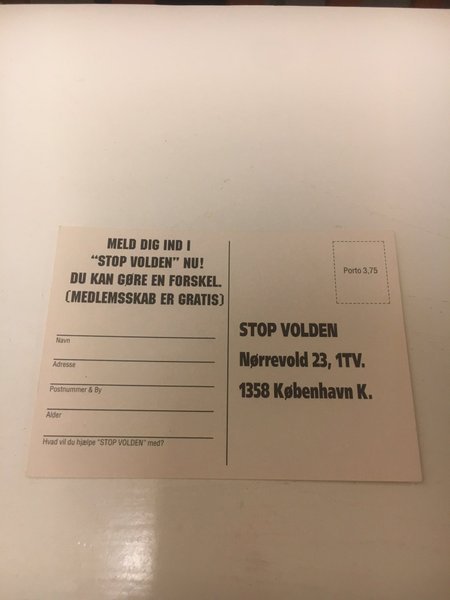 MELD DIG IND I
"STOP VOLDEN" NU!
DU KAN GØRE EN FORSKEL.
(MEDLEMSSKAB ER GRATIS)
Navn
Adresse
Postnummer & By
Alder
Hvad vil du hjælpe "STOP VOLDEN" med?
Porto 3,75
STOP VOLDEN
Nørrevold 23, 1TV.
1358 København K.